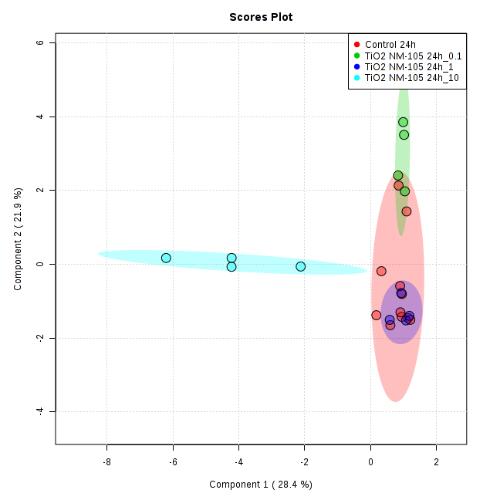 Scores Plot
Control 24h
TiO2 NM-105 24h_0.1
TiO2 NM-105 24h_1
TiO2 NM-105 24h_10
6
4
2
0
-2
-4
Component 2 ( 21.9 %)
-8 -6 -4 -2 0 2
Component 1 ( 28.4 %)